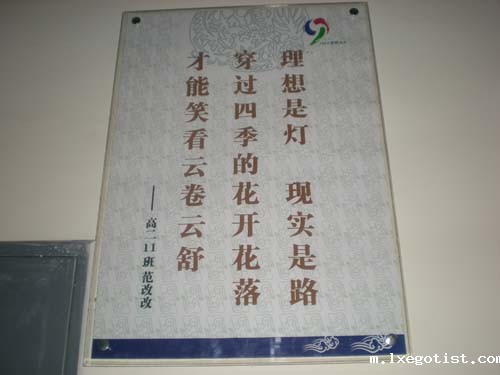 理想是灯 现实是路
穿过四季的花开花落
才能笑看云卷云舒
——高二11班 范改改
m.lxegotist.com